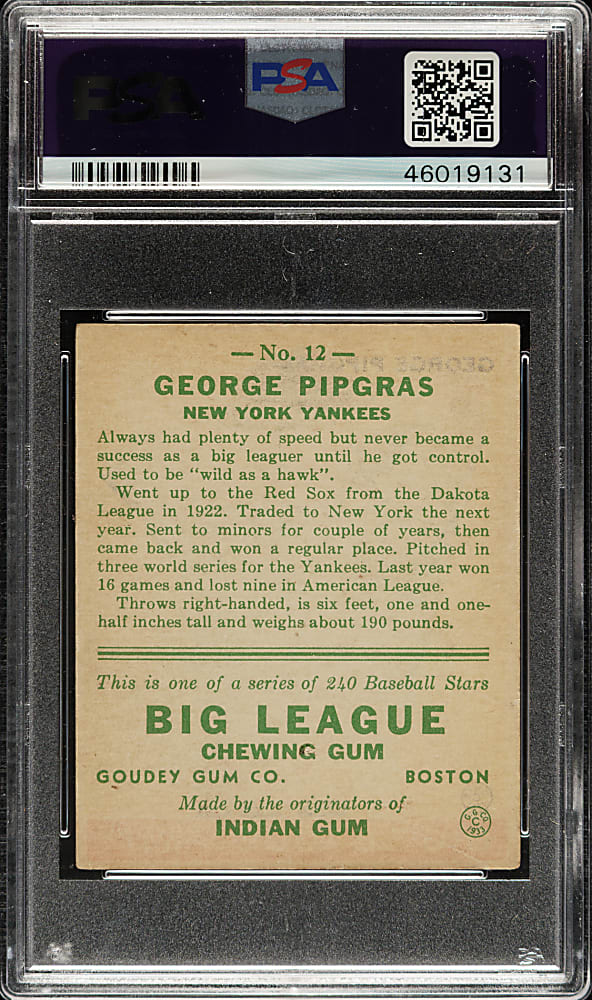 PSA
PSA
46019131
— No. 12 —
GEORGE PIPGRAS
NEW YORK YANKEES
Always had plenty of speed but never became a
success as a big leaguer until he got control.
Used to be "wild as a hawk".
Went up to the Red Sox from the Dakota
League in 1922. Traded to New York the next
year. Sent to minors for couple of years, then
came back and won a regular place. Pitched in
three world series for the Yankees. Last year won
16 games and lost nine in American League.
Throws right-handed, is six feet, one and one-
half inches tall and weighs about 190 pounds.
This is one of a series of 240 Baseball Stars
BIG LEAGUE
CHEWING GUM
GOUDEY GUM CO. BOSTON
Made by the originators of
INDIAN GUM
G. G. CO.
C
1933